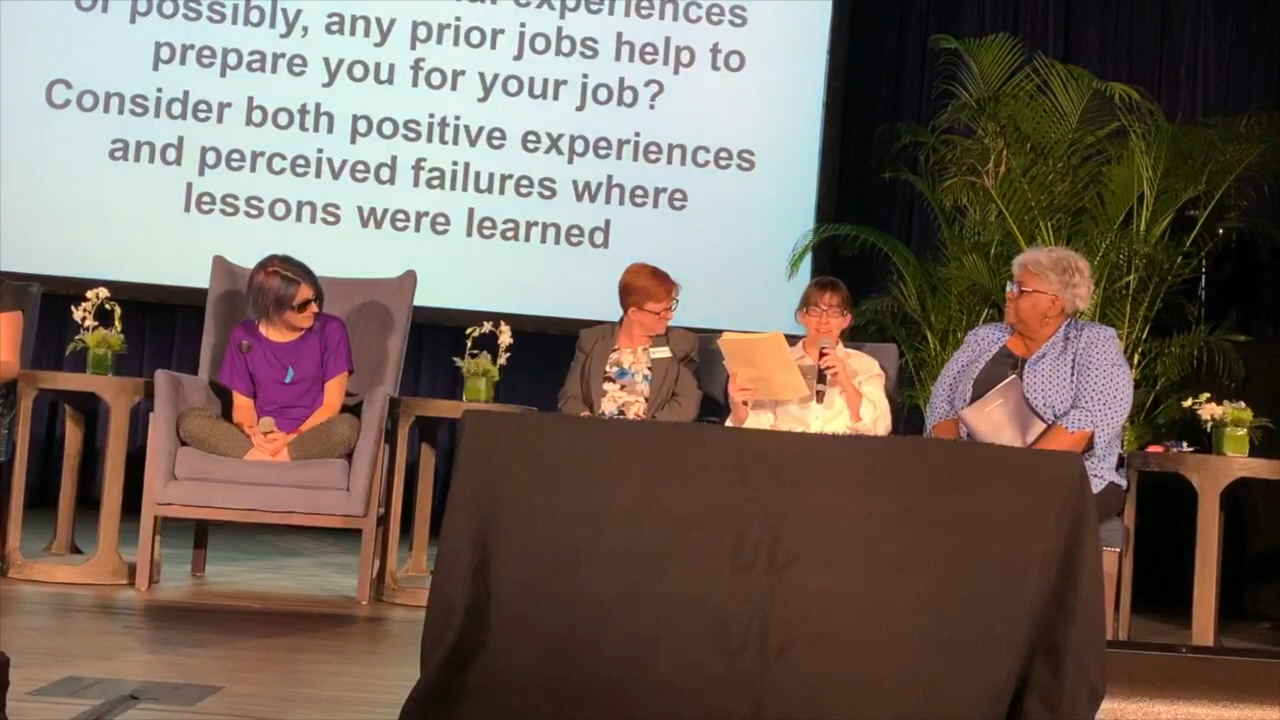 experiences
or possibly, any prior jobs help to
prepare you for your job?
Consider both positive experiences
and perceived failures where
lessons were learned